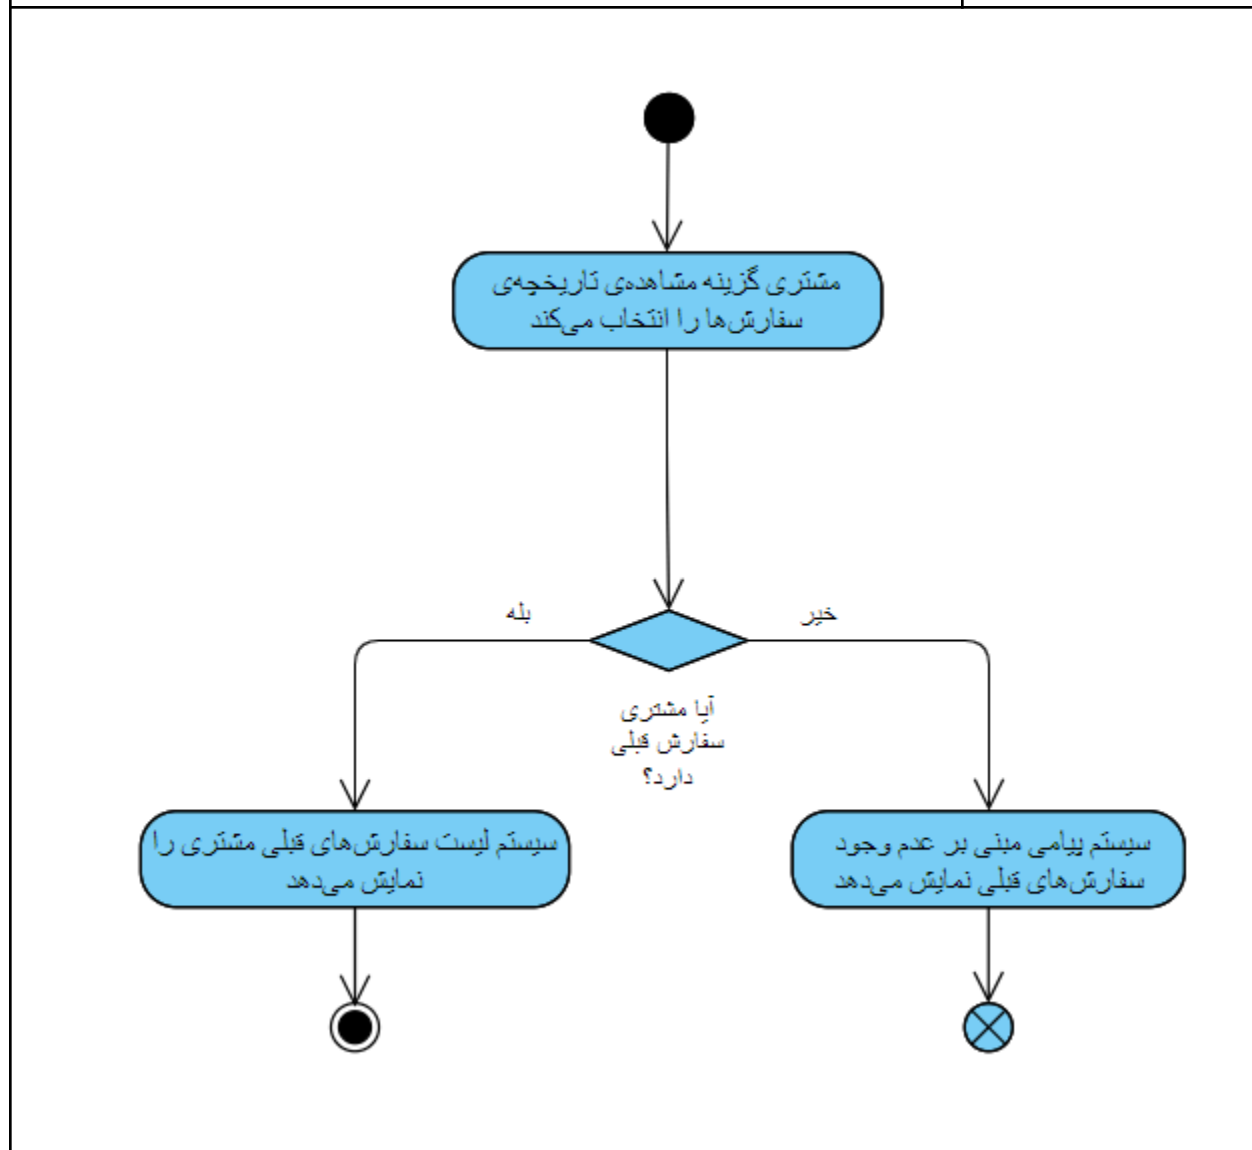 مشتری گزینه مشاهده‌ی تاریخچه‌ی
سفارش‌ها را انتخاب می‌کند
خیر
بله
آیا مشتری
سفارش قبلی
دارد؟
سیستم پیامی مبنی بر عدم وجود
سفارش‌های قبلی نمایش می‌دهد
سیستم لیست سفارش‌های قبلی مشتری را
نمایش می‌دهد